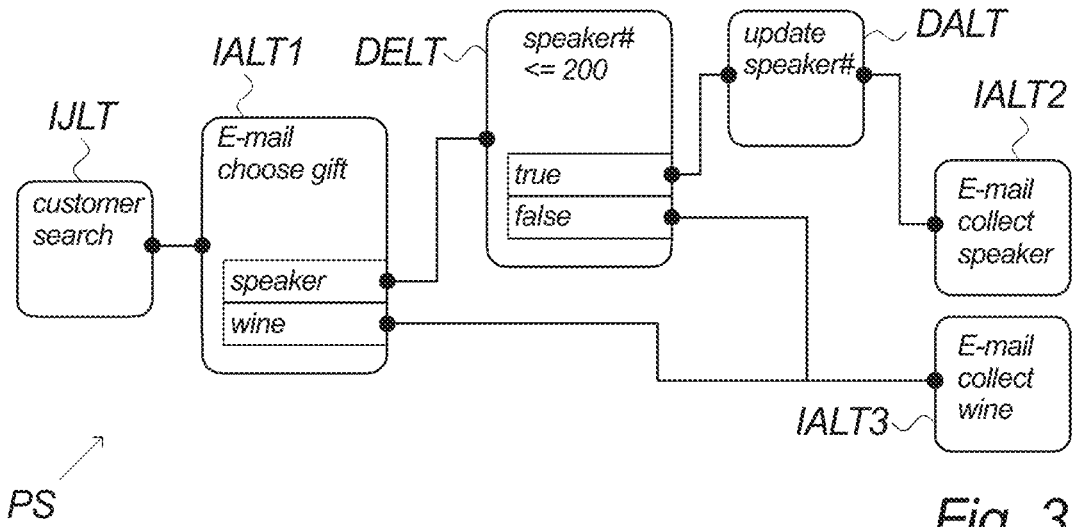 IJLT
customer
search
IALT1
E-mail
choose gift
speaker
wine
DELT
speaker#
<= 200
true
false
DALT
update
speaker#
IALT2
E-mail
collect
speaker
IALT3
E-mail
collect
wine
PS
Fig. 3